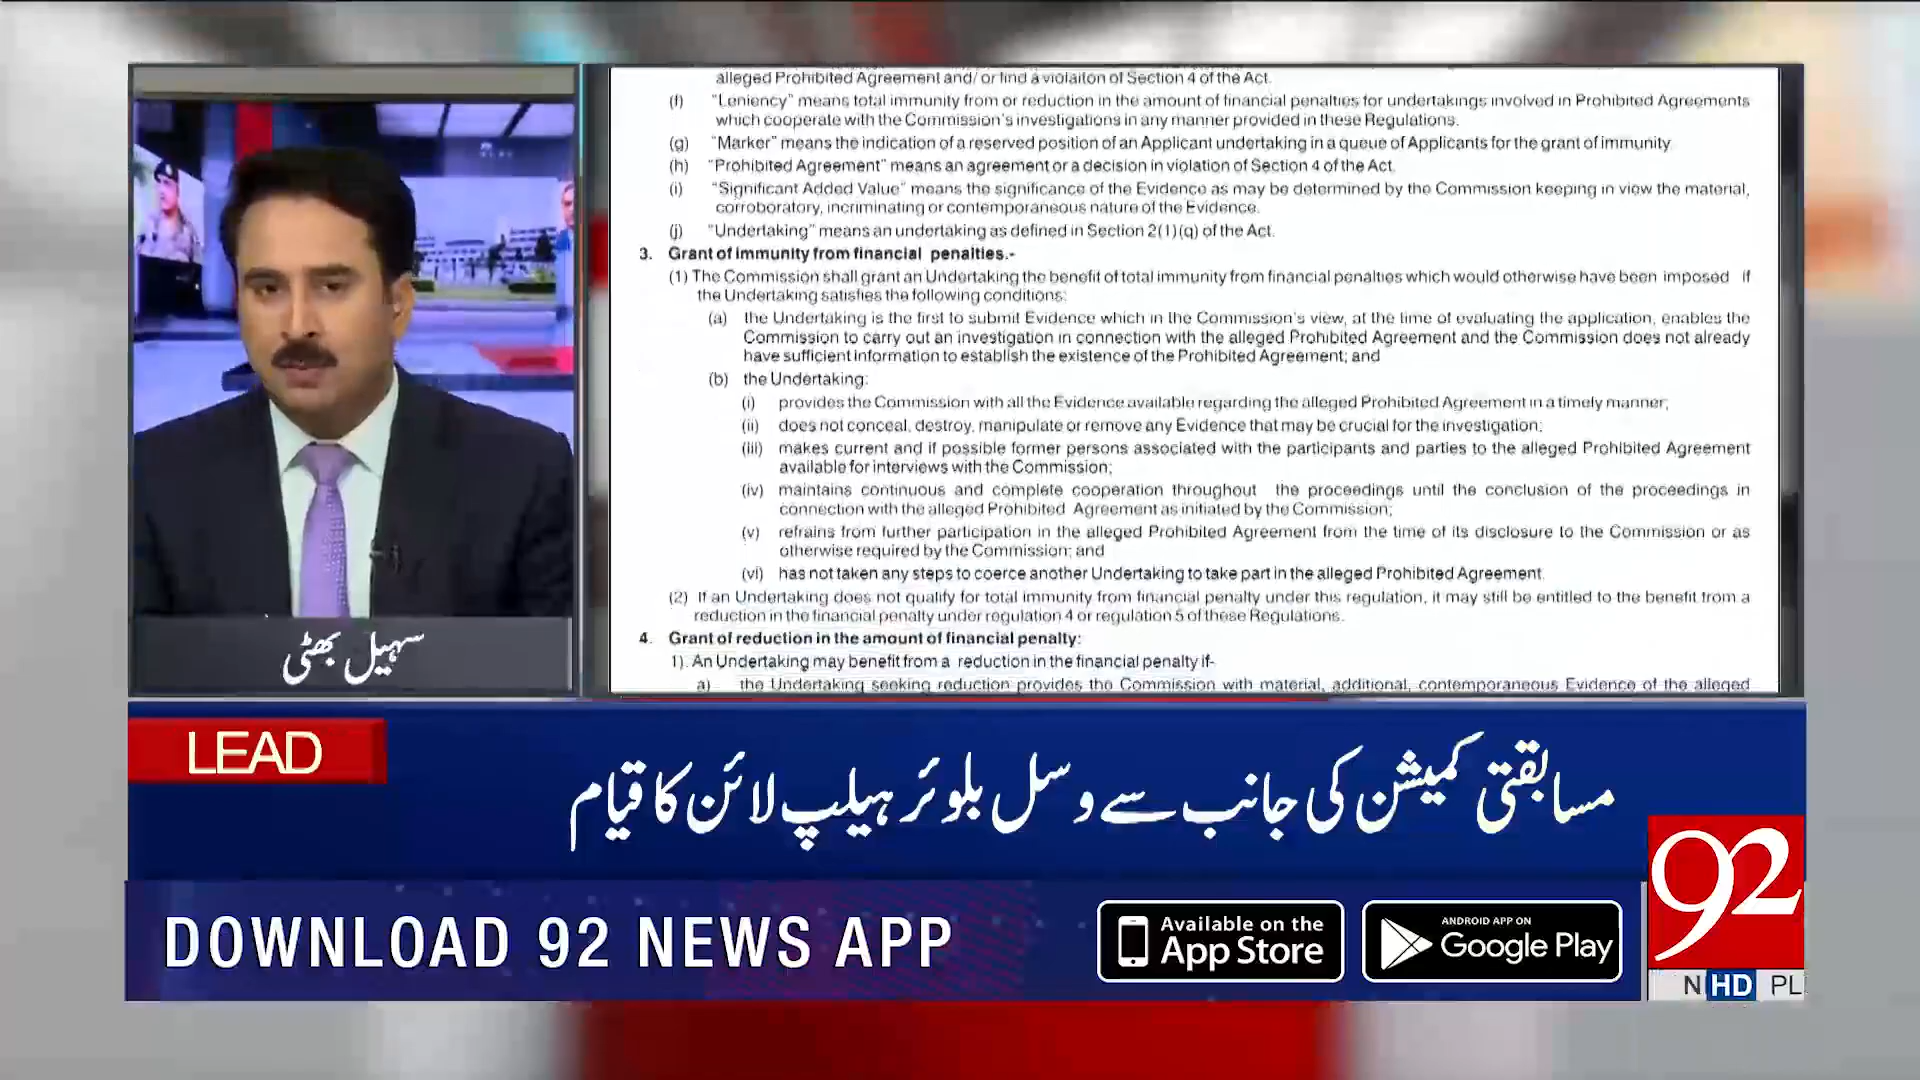 alleged Prohibited Agreement and/ or find a violaiton of Section 4 of the Act.
(f) "Leniency" means total immunity from or reduction in the amount of financial penalties for undertakings involved in Prohibited Agreements
which cooperate with the Commission's investigations in any manner provided in these Regulations.
(g) "Marker" means the indication of a reserved position of an Applicant undertaking in a queue of Applicants for the grant of immunity.
(h) "Prohibited Agreement" means an agreement or a decision in violation of Section 4 of the Act.
(i) "Significant Added Value" means the significance of the Evidence as may be determined by the Commission keeping in view the material,
corroboratory, incriminating or contemporaneous nature of the Evidence.
(j) "Undertaking" means an undertaking as defined in Section 2(1)(q) of the Act.
3. Grant of immunity from financial penalties.-
(1) The Commission shall grant an Undertaking the benefit of total immunity from financial penalties which would otherwise have been imposed if
the Undertaking satisfies the following conditions:
(a) the Undertaking is the first to submit Evidence which in the Commission's view, at the time of evaluating the application, enables the
Commission to carry out an investigation in connection with the alleged Prohibited Agreement and the Commission does not already
have sufficient information to establish the existence of the Prohibited Agreement; and
(b) the Undertaking:
(i) provides the Commission with all the Evidence available regarding the alleged Prohibited Agreement in a timely manner;
(ii) does not conceal, destroy, manipulate or remove any Evidence that may be crucial for the investigation;
(iii) makes current and if possible former persons associated with the participants and parties to the alleged Prohibited Agreement
available for interviews with the Commission;
(iv) maintains continuous and complete cooperation throughout the proceedings until the conclusion of the proceedings in
connection with the alleged Prohibited Agreement as initiated by the Commission;
(v) refrains from further participation in the alleged Prohibited Agreement from the time of its disclosure to the Commission or as
otherwise required by the Commission; and
(vi) has not taken any steps to coerce another Undertaking to take part in the alleged Prohibited Agreement.
(2) If an Undertaking does not qualify for total immunity from financial penalty under this regulation, it may still be entitled to the benefit from a
reduction in the financial penalty under regulation 4 or regulation 5 of these Regulations.
4. Grant of reduction in the amount of financial penalty:
1). An Undertaking may benefit from a reduction in the financial penalty if-
a) the Undertaking seeking reduction provides the Commission with material, additional, contemporaneous Evidence of the alleged
سہیل بھٹی
LEAD
مسابقتی کمیشن کی جانب سے وسل بلوئر ہیلپ لائن کا قیام
DOWNLOAD 92 NEWS APP
Available on the
App Store
ANDROID APP ON
Google Play
92
N HD PL